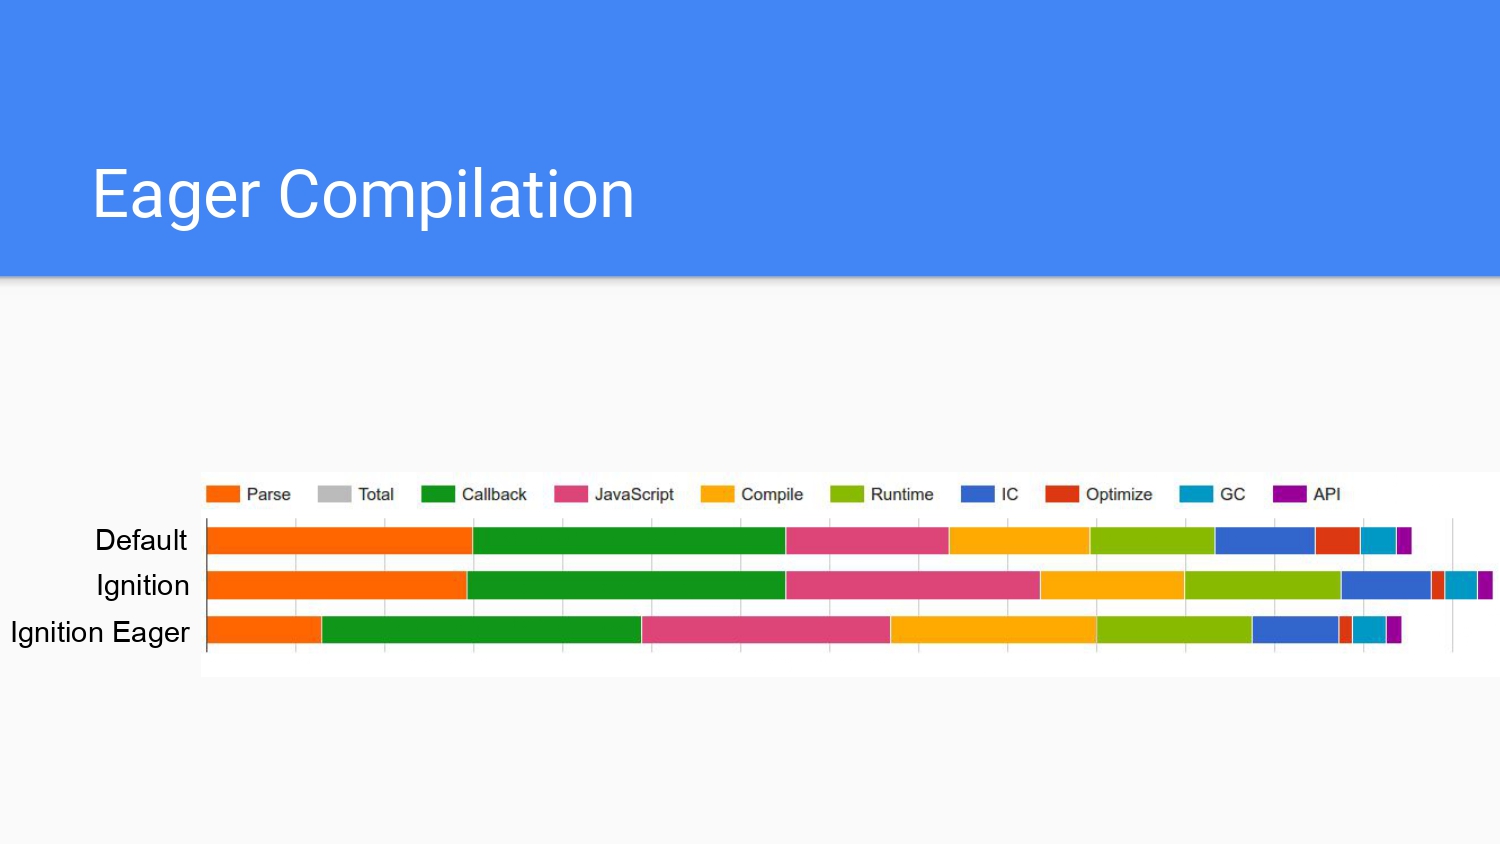 Eager Compilation
Parse Total Callback JavaScript Compile Runtime IC Optimize GC API
Default
Ignition
Ignition Eager